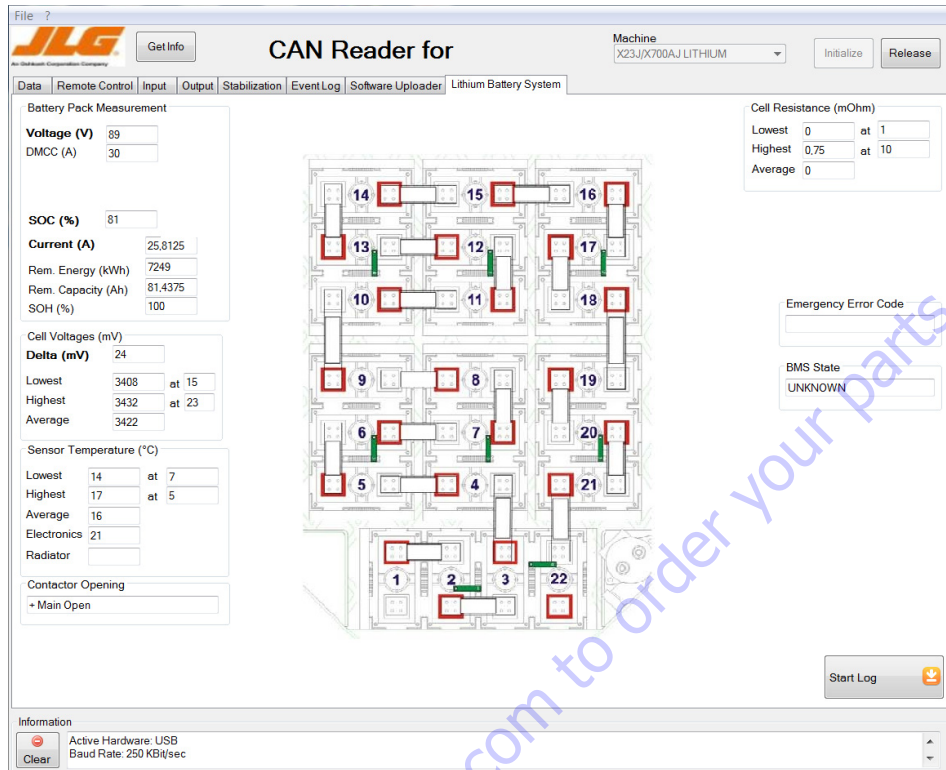 File ?
JLG
An Oshkosh Corporation Company
Get Info
CAN Reader for
Machine
X23J/X700AJ LITHIUM
Initialize
Release
Data Remote Control Input Output Stabilization Event Log Software Uploader Lithium Battery System
Battery Pack Measurement
Voltage (V) 89
DMCC (A) 30
SOC (%) 81
Current (A) 25,8125
Rem. Energy (kWh) 7249
Rem. Capacity (Ah) 81,4375
SOH (%) 100
Cell Voltages (mV)
Delta (mV) 24
Lowest 3408 at 15
Highest 3432 at 23
Average 3422
Sensor Temperature (°C)
Lowest 14 at 7
Highest 17 at 5
Average 16
Electronics 21
Radiator
Contactor Opening
+ Main Open
14 15 16
13 12 17
10 11 18
9 8 19
6 7 20
5 4 21
1 2 3 22
Cell Resistance (mOhm)
Lowest 0 at 1
Highest 0,75 at 10
Average 0
Emergency Error Code
BMS State
UNKNOWN
Start Log
Information
Clear
Active Hardware: USB
Baud Rate: 250 KBit/sec
com to order your parts